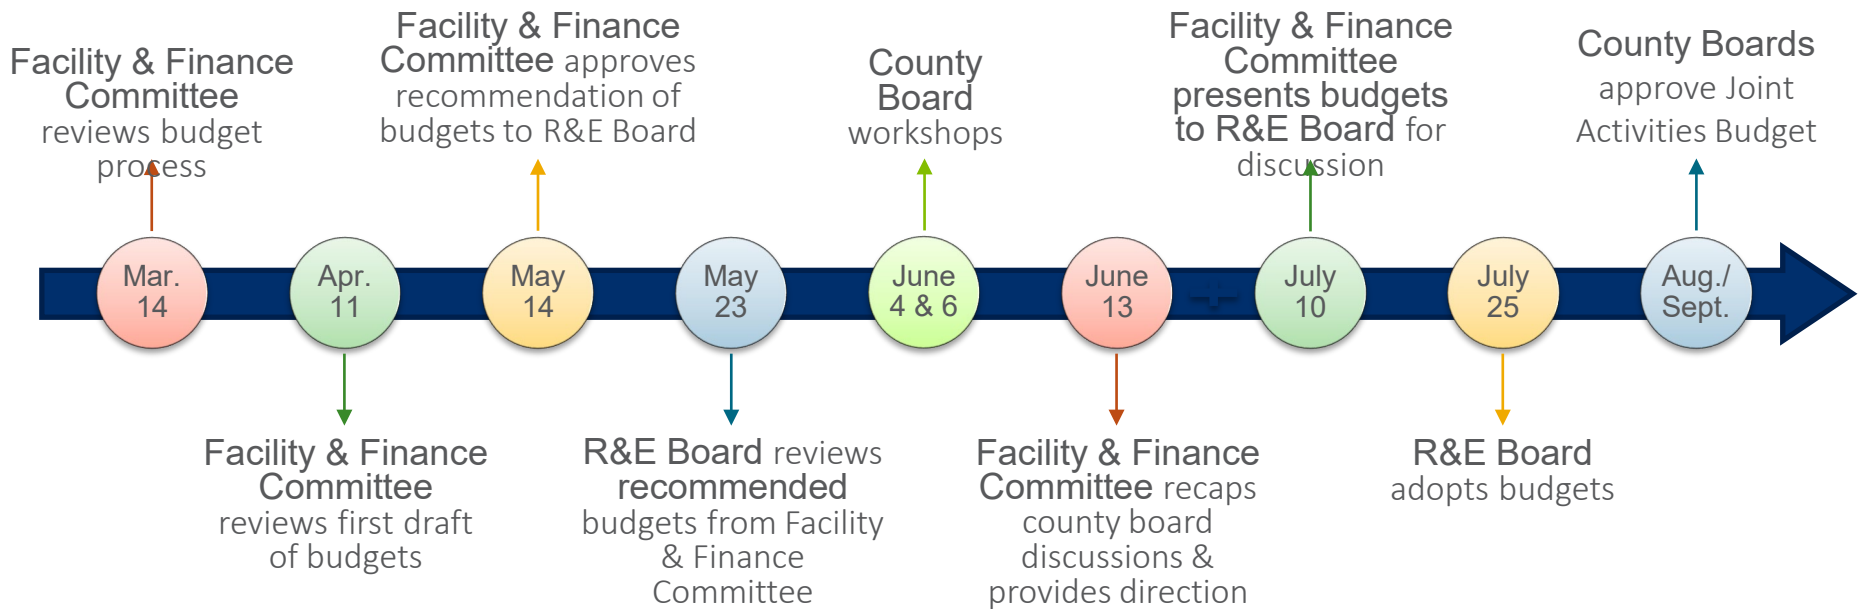 Facility & Finance
Committee
reviews budget
process
Facility & Finance
Committee approves
recommendation of
budgets to R&E Board
County
Board
workshops
Facility & Finance
Committee
presents budgets
to R&E Board for
discussion
County Boards
approve Joint
Activities Budget
Mar.
14
Apr.
11
May
14
May
23
June
4 & 6
June
13
July
10
July
25
Aug./
Sept.
Facility & Finance
Committee
reviews first draft
of budgets
R&E Board reviews
recommended
budgets from Facility
& Finance
Committee
Facility & Finance
Committee recaps
county board
discussions &
provides direction
R&E Board
adopts budgets